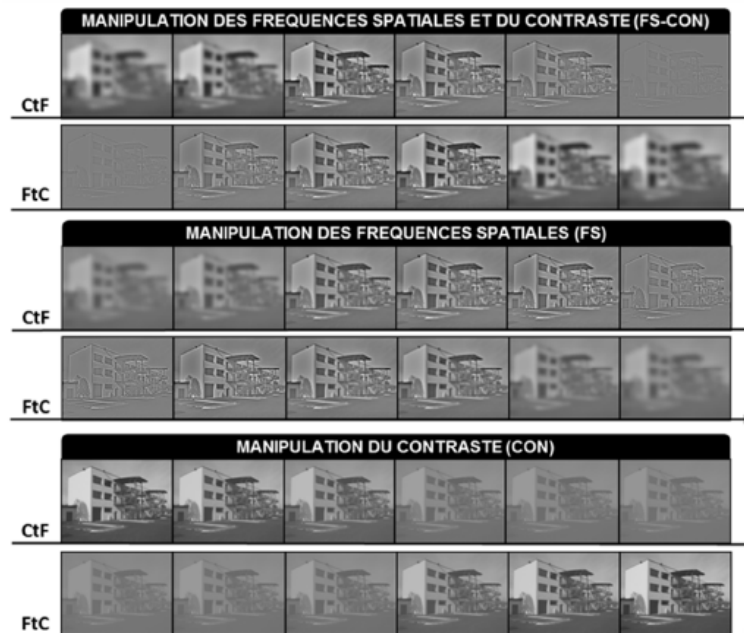 MANIPULATION DES FREQUENCES SPATIALES ET DU CONTRASTE (FS-CON)
CtF
FtC
MANIPULATION DES FREQUENCES SPATIALES (FS)
CtF
FtC
MANIPULATION DU CONTRASTE (CON)
CtF
FtC